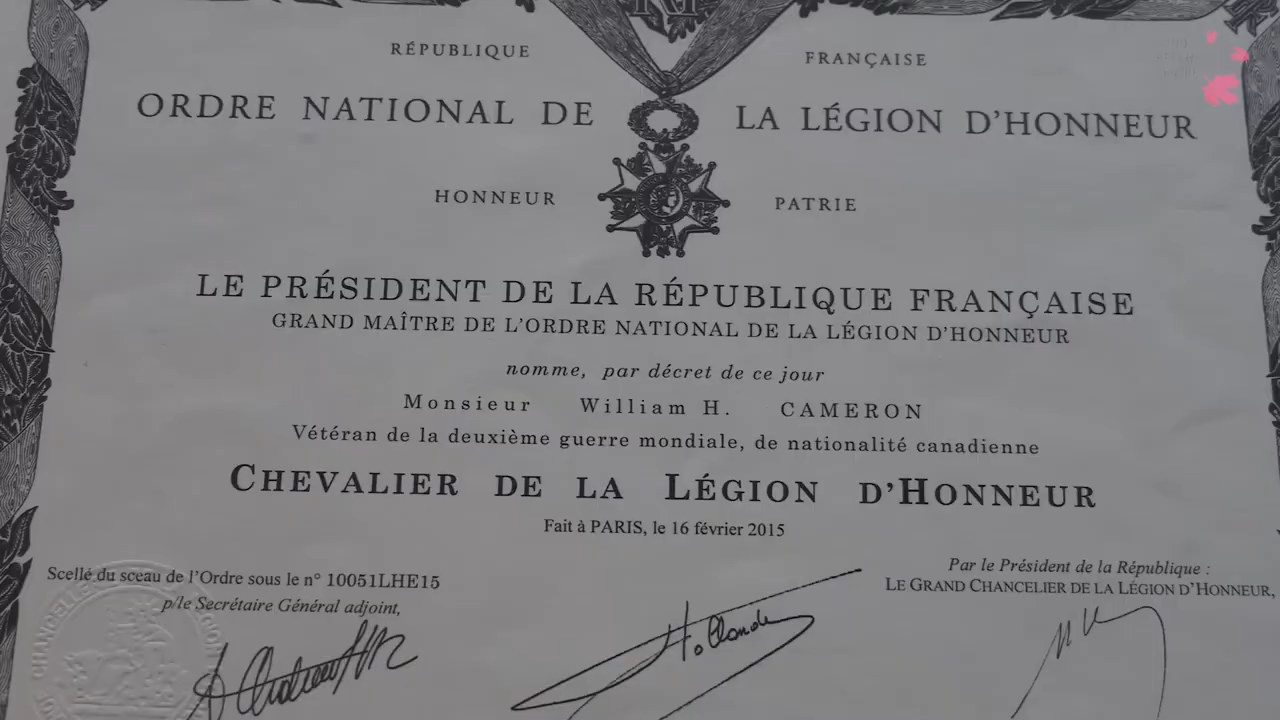 RÉPUBLIQUE FRANÇAISE
ORDRE NATIONAL DE LA LÉGION D'HONNEUR
HONNEUR PATRIE
LE PRÉSIDENT DE LA RÉPUBLIQUE FRANÇAISE
GRAND MAÎTRE DE L'ORDRE NATIONAL DE LA LÉGION D'HONNEUR
nomme, par décret de ce jour
Monsieur William H. CAMERON
Vétéran de la deuxième guerre mondiale, de nationalité canadienne
CHEVALIER DE LA LÉGION D'HONNEUR
Fait à PARIS, le 16 février 2015
Scellé du sceau de l'Ordre sous le n° 10051LHE15
p/le Secrétaire Général adjoint,
Par le Président de la République :
LE GRAND CHANCELIER DE LA LÉGION D'HONNEUR,
Hollande